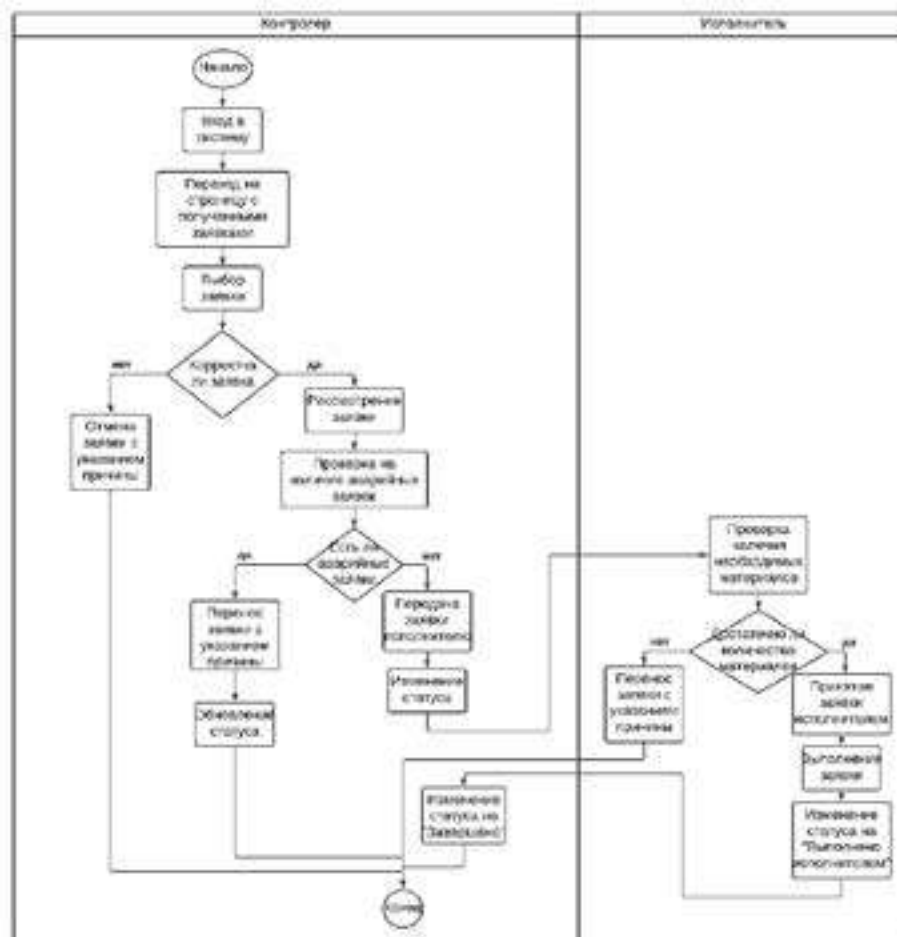 Контролер
Исполнитель
Начало
Вход в
систему
Переход на
страницу с
полученными
заявками
Выбор
заявки
Корректна
ли заявка
нет
да
Отмена
заявки с
указанием
причины
Рассмотрение
заявки
Проверка на
наличие аварийных
заявок
Есть ли
аварийные
заявки
да
нет
Перенос
заявки с
указанием
причины
Обновление
статуса
Передача
заявки
исполнителю
Изменение
статуса
Проверка
наличия
необходимых
материалов
Достаточно ли
количества
материалов
нет
да
Перенос
заявки с
указанием
причины
Принятие
заявок
исполнителем
Выполнение
заявки
Изменение
статуса на
"Выполнено
исполнителем"
Изменение
статуса на
"Завершено"
Конец